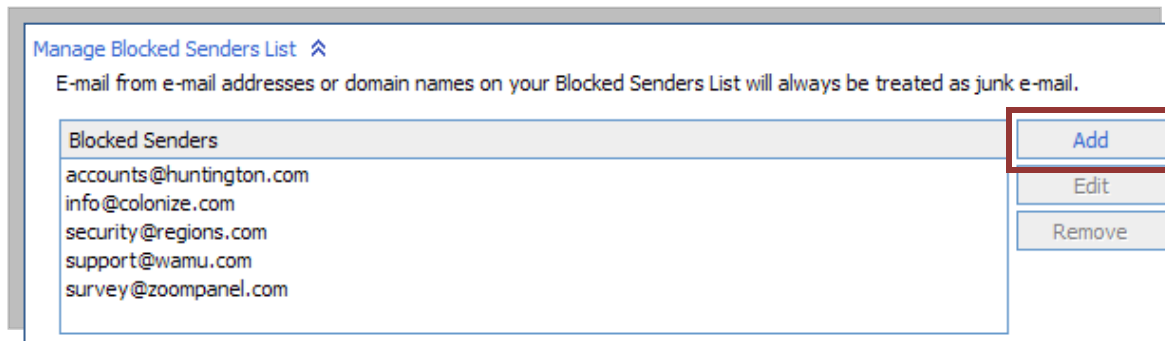 Manage Blocked Senders List
E-mail from e-mail addresses or domain names on your Blocked Senders List will always be treated as junk e-mail.
Blocked Senders
Add
accounts@huntington.com
Edit
info@colonize.com
security@regions.com
Remove
support@wamu.com
survey@zoompanel.com